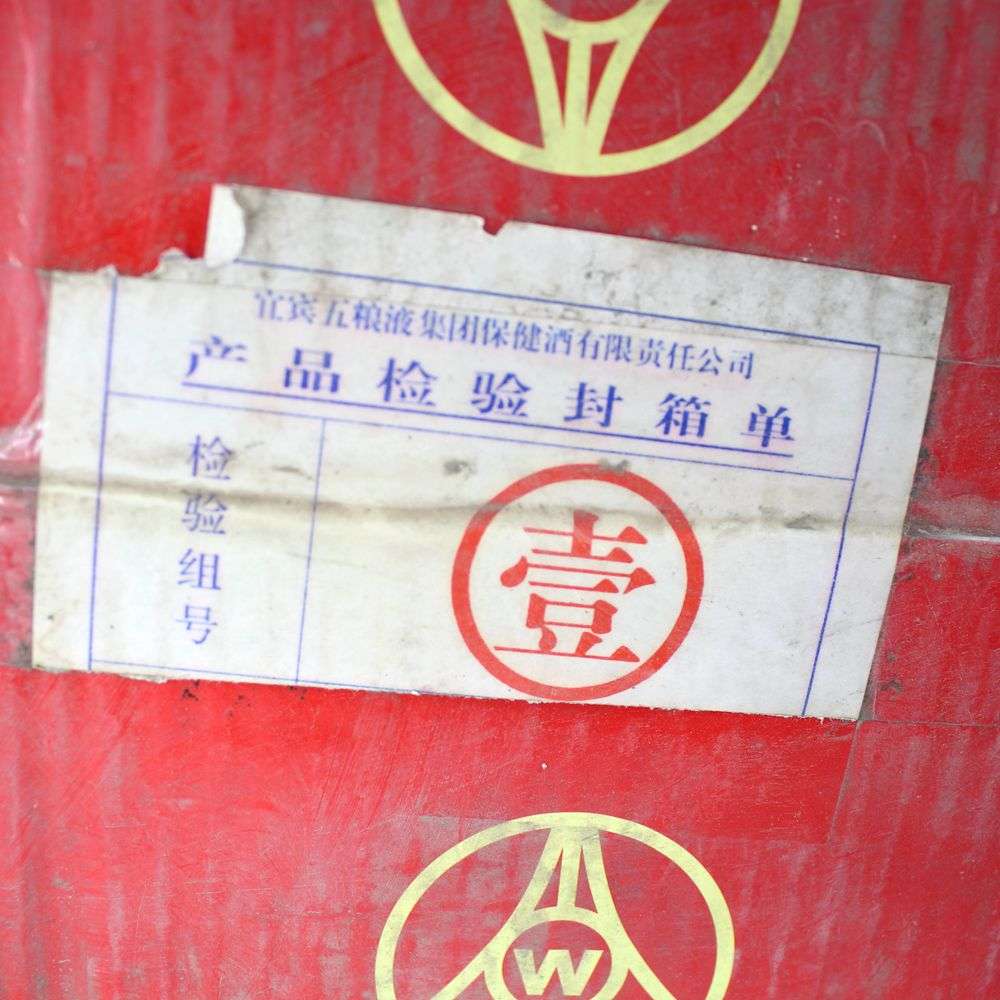 宜宾五粮液集团保健酒有限责任公司
产品检验封箱单
检验组号
壹
W